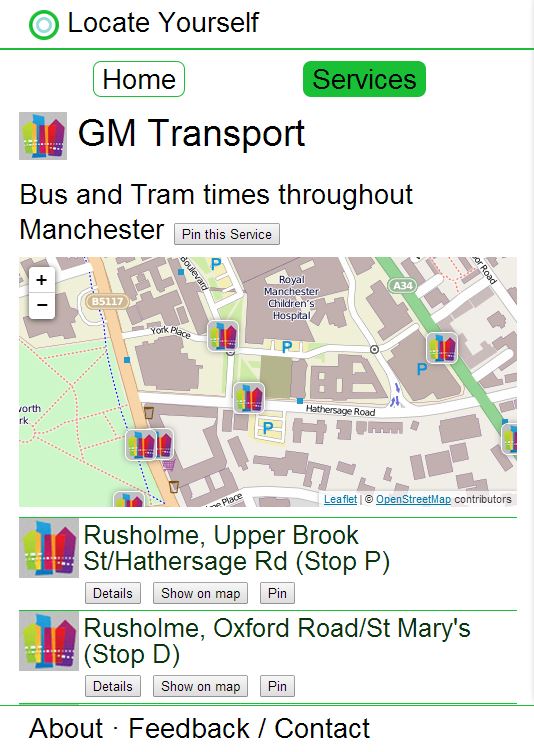 Locate Yourself
Home
Services
GM Transport
Bus and Tram times throughout
Manchester
Pin this Service
+
−
B5117
oulevard
P
Royal
Manchester
Children's
Hospital
A34
or Road
York Place
P
P
Hathersage Road
P
worth
rk
e Place
Leaflet | © OpenStreetMap contributors
Rusholme, Upper Brook
St/Hathersage Rd (Stop P)
Details
Show on map
Pin
Rusholme, Oxford Road/St Mary's
(Stop D)
Details
Show on map
Pin
About · Feedback / Contact